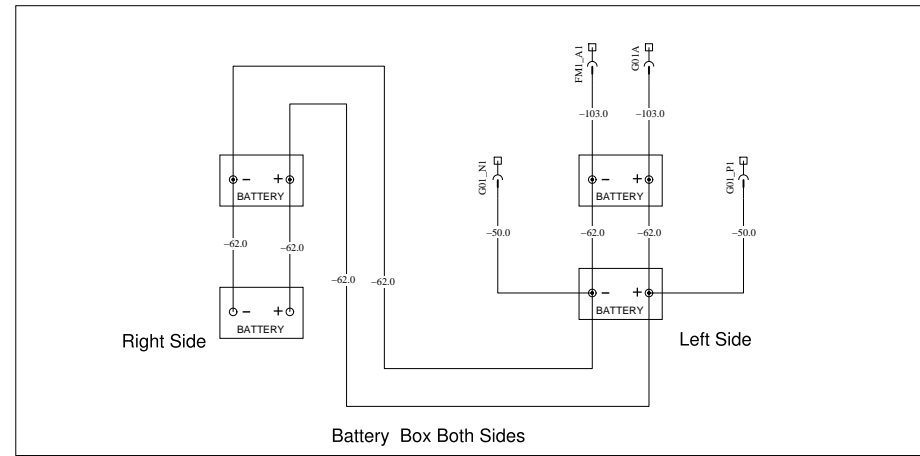 FM1_A1
G01A
−103.0
−103.0
G01_N1
G01_P1
− +
BATTERY
− +
BATTERY
−62.0
−62.0
−50.0
−62.0
−62.0
−50.0
−62.0
−62.0
− +
BATTERY
− +
BATTERY
Right Side
Left Side
Battery Box Both Sides